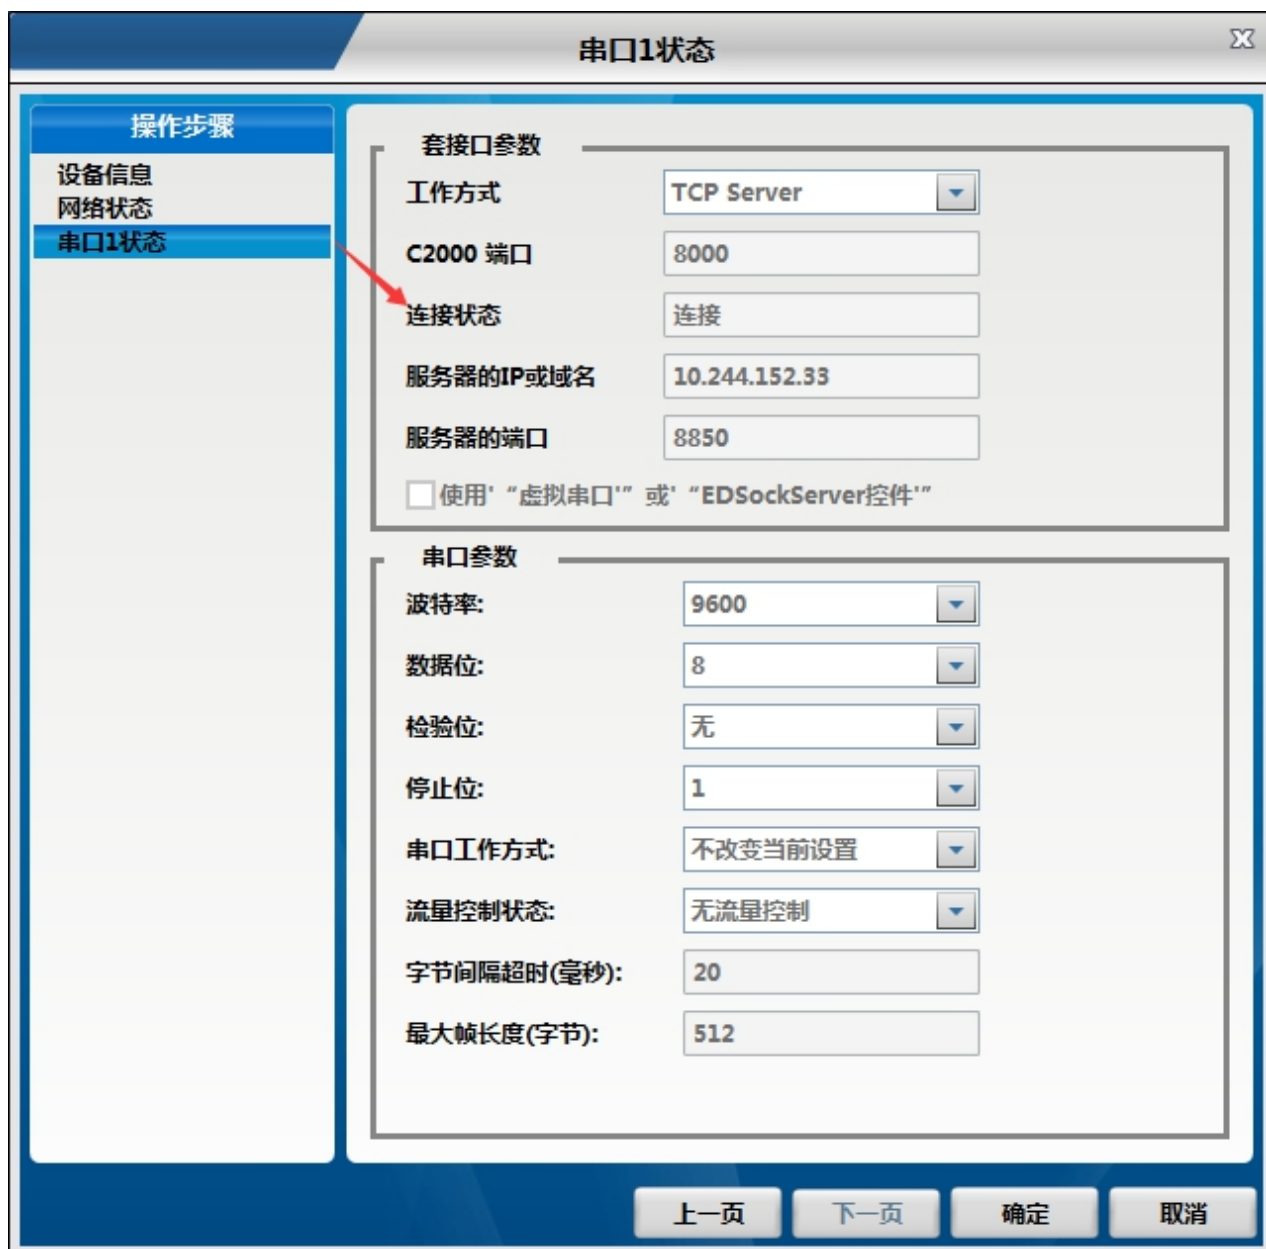 串口1状态
操作步骤
设备信息
网络状态
串口1状态
套接口参数
工作方式 TCP Server
C2000 端口 8000
连接状态 连接
服务器的IP或域名 10.244.152.33
服务器的端口 8850
使用' “虚拟串口'” 或' “EDSockServer控件'”
串口参数
波特率: 9600
数据位: 8
检验位: 无
停止位: 1
串口工作方式: 不改变当前设置
流量控制状态: 无流量控制
字节间隔超时(毫秒): 20
最大帧长度(字节): 512
上一页 下一页 确定 取消